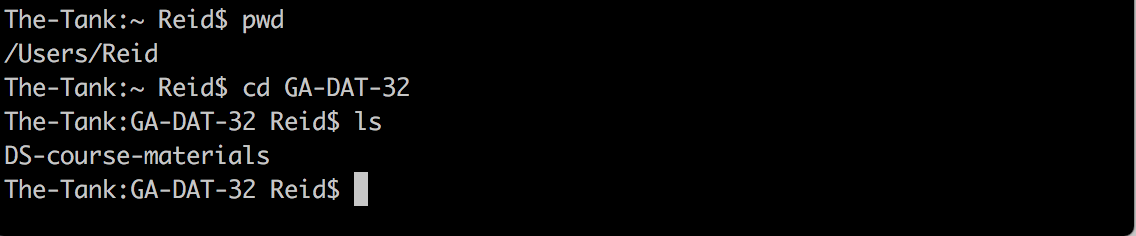 The-Tank:~ Reid$ pwd
/Users/Reid
The-Tank:~ Reid$ cd GA-DAT-32
The-Tank:GA-DAT-32 Reid$ ls
DS-course-materials
The-Tank:GA-DAT-32 Reid$